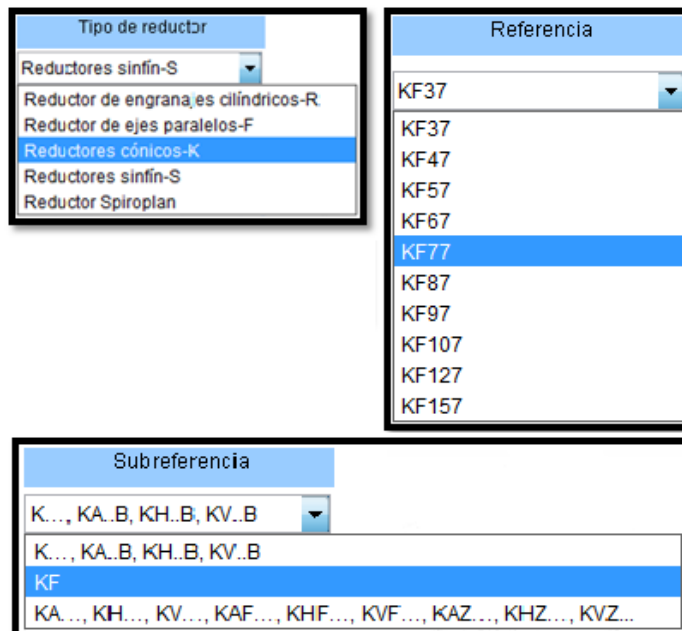 Tipo de reductor
Reductores sinfín-S
Reductor de engranajes cilíndricos-R
Reductor de ejes paralelos-F
Reductores cónicos-K
Reductores sinfín-S
Reductor Spiroplan
Referencia
KF37
KF37
KF47
KF57
KF67
KF77
KF87
KF97
KF107
KF127
KF157
Subreferencia
K..., KA..B, KH..B, KV..B
K..., KA..B, KH..B, KV..B
KF
KA..., KH..., KV..., KAF..., KHF..., KVF..., KAZ..., KHZ..., KVZ...